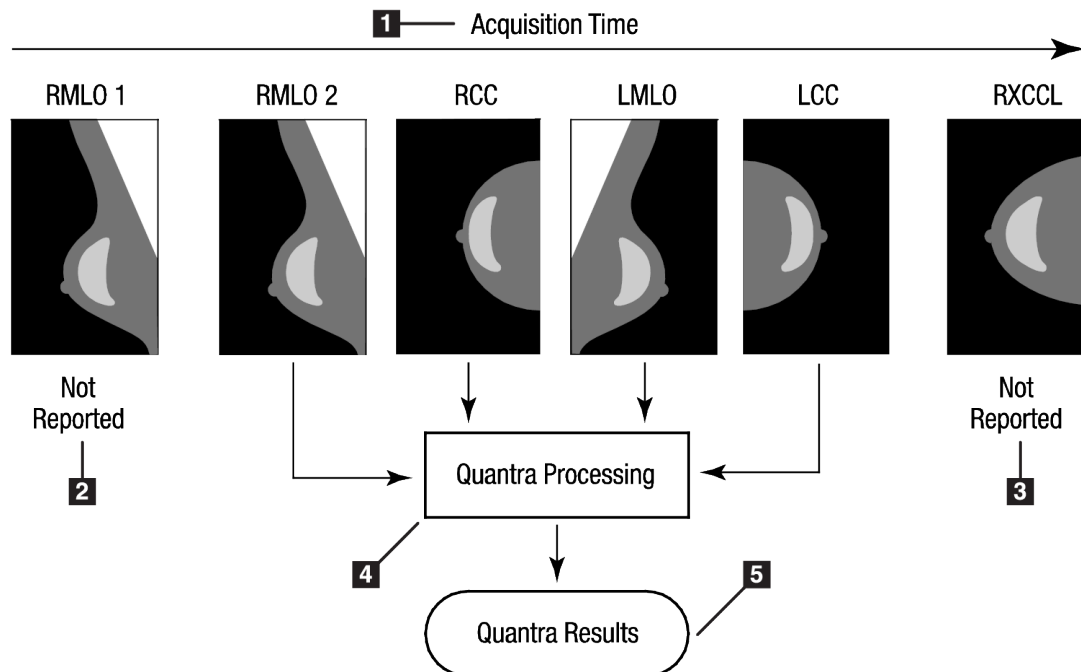 1 Acquisition Time
RMLO 1 RMLO 2 RCC LMLO LCC RXCCL
Not
Reported
Not
Reported
2
3
Quantra Processing
4
5
Quantra Results